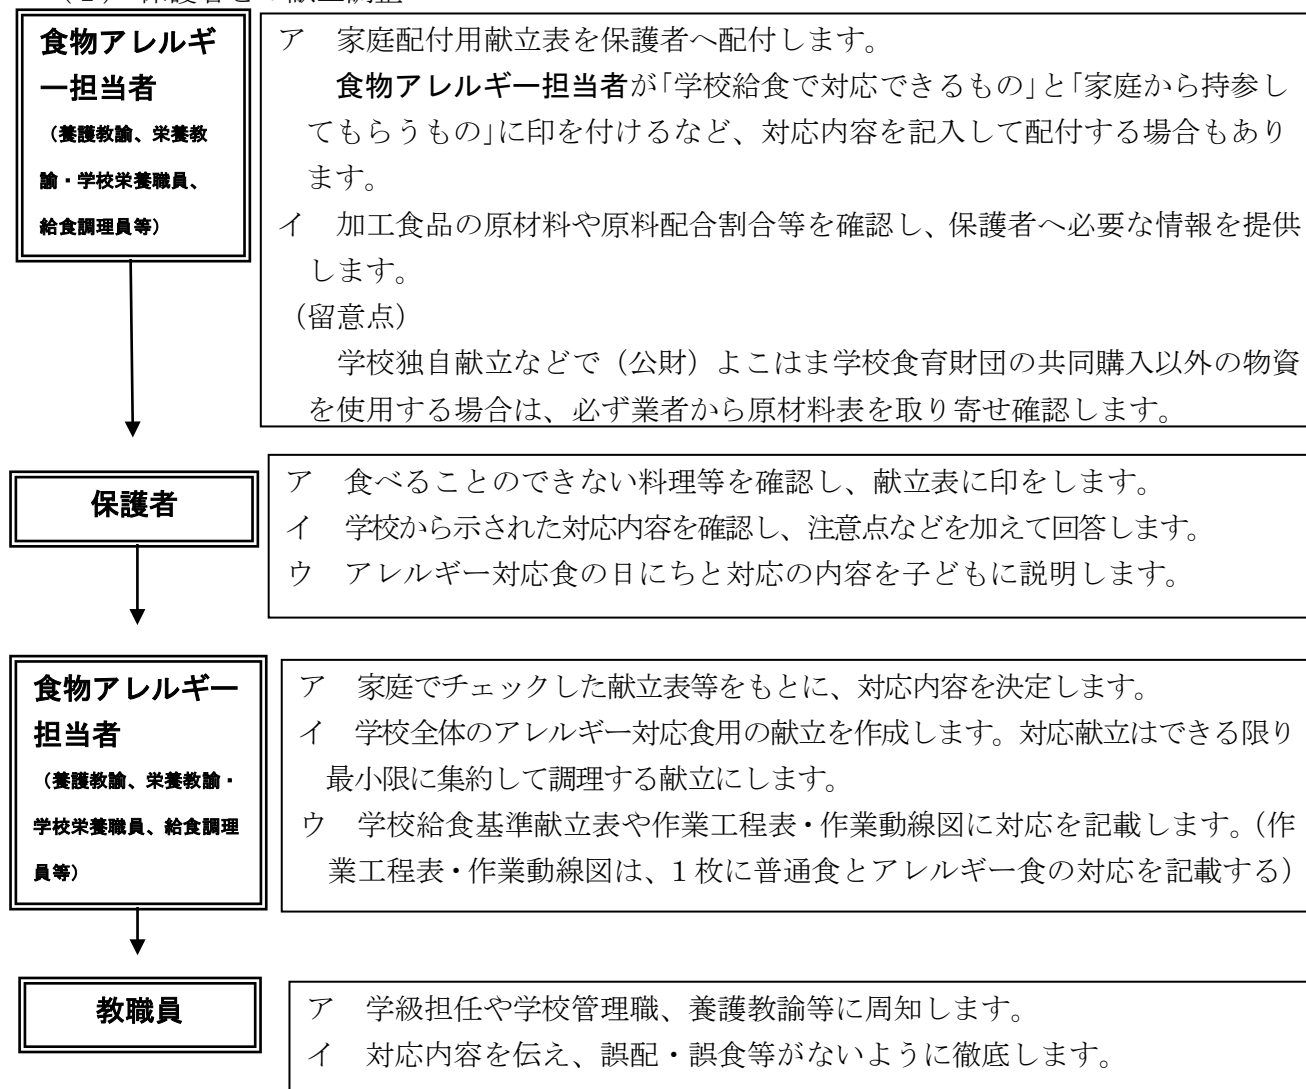 食物アレルギ
ー担当者
（養護教諭、栄養教
諭・学校栄養職員、
給食調理員等）
ア　家庭配付用献立表を保護者へ配付します。
食物アレルギー担当者が｢学校給食で対応できるもの｣と｢家庭から持参し
てもらうもの｣に印を付けるなど、対応内容を記入して配付する場合もあり
ます。
イ　加工食品の原材料や原料配合割合等を確認し、保護者へ必要な情報を提供
します。
（留意点）
学校独自献立などで（公財）よこはま学校食育財団の共同購入以外の物資
を使用する場合は、必ず業者から原材料表を取り寄せ確認します。
保護者
ア　食べることのできない料理等を確認し、献立表に印をします。
イ　学校から示された対応内容を確認し、注意点などを加えて回答します。
ウ　アレルギー対応食の日にちと対応の内容を子どもに説明します。
食物アレルギー
担当者
（養護教諭、栄養教諭・
学校栄養職員、給食調理
員等）
ア　家庭でチェックした献立表等をもとに、対応内容を決定します。
イ　学校全体のアレルギー対応食用の献立を作成します。対応献立はできる限り
最小限に集約して調理する献立にします。
ウ　学校給食基準献立表や作業工程表・作業動線図に対応を記載します。（作
業工程表・作業動線図は、1 枚に普通食とアレルギー食の対応を記載する）
教職員
ア　学級担任や学校管理職、養護教諭等に周知します。
イ　対応内容を伝え、誤配・誤食等がないように徹底します。